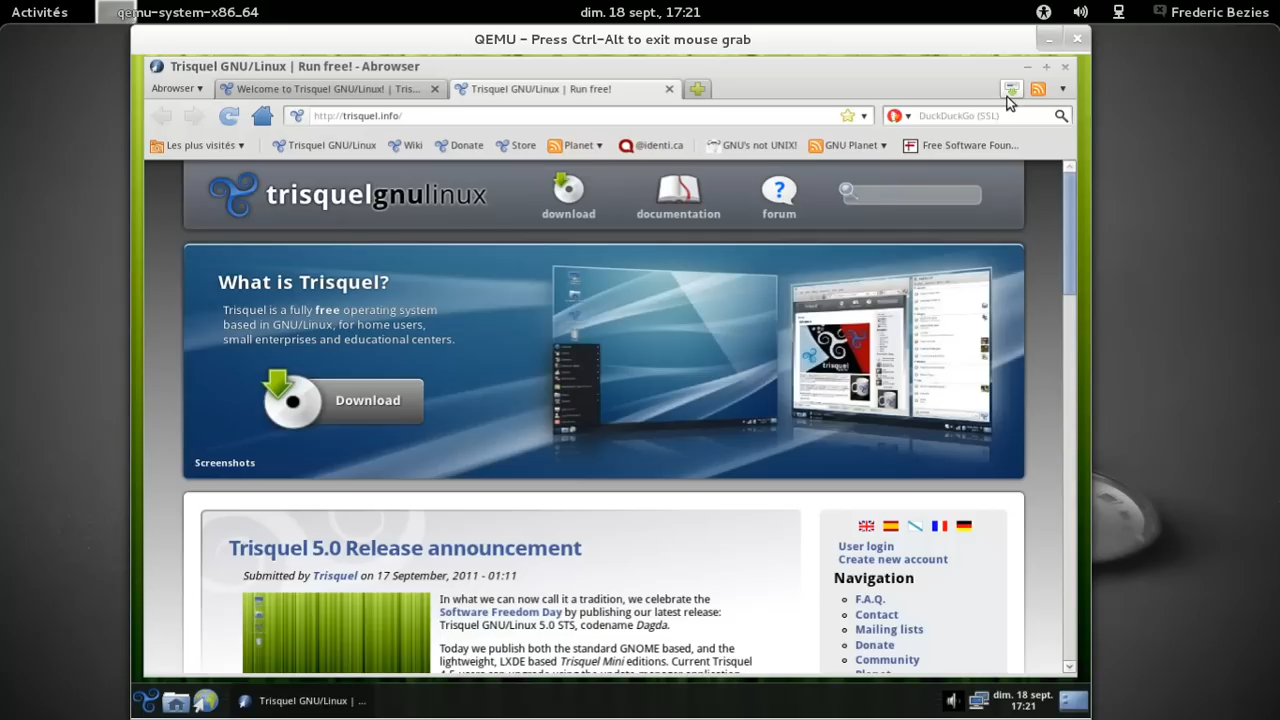 Activités
qemu-system-x86_64
dim. 18 sept., 17:21
Frederic Bezies
QEMU - Press Ctrl-Alt to exit mouse grab
Trisquel GNU/Linux | Run free! - Abrowser
Abrowser
Welcome to Trisquel GNU/Linux! | Tris...
Trisquel GNU/Linux | Run free!
http://trisquel.info/
DuckDuckGo (SSL)
Les plus visités
Trisquel GNU/Linux
Wiki
Donate
Store
Planet
@identi.ca
GNU's not UNIX!
GNU Planet
Free Software Foun...
trisquelgnulinux
download
documentation
forum
What is Trisquel?
Trisquel is a fully free operating system
based in GNU/Linux, for home users,
small enterprises and educational centers.
Download
Screenshots
Trisquel 5.0 Release announcement
Submitted by Trisquel on 17 September, 2011 - 01:11
In what we can now call it a tradition, we celebrate the
Software Freedom Day by publishing our latest release:
Trisquel GNU/Linux 5.0 STS, codename Dagda.
Today we publish both the standard GNOME based, and the
lightweight, LXDE based Trisquel Mini editions. Current Trisquel
User login
Create new account
Navigation
F.A.Q.
Contact
Mailing lists
Donate
Community
Trisquel GNU/Linux | ...
dim. 18 sept.
17:21